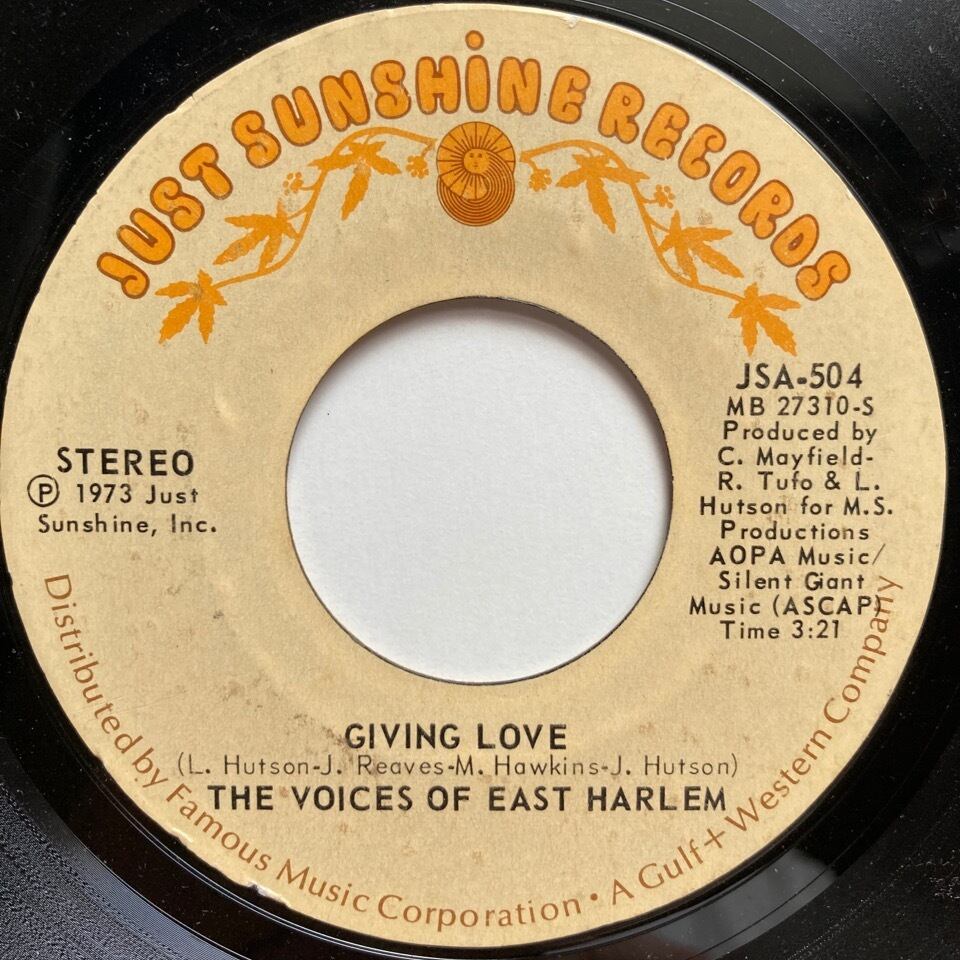 JUST SUNSHINE RECORDS
JSA-504
MB 27310-S
Produced by
C. Mayfield-
R. Tufo & L.
Hutson for M.S.
Productions
AOPA Music/
Silent Giant
Music (ASCAP)
Time 3:21
STEREO
Ⓟ 1973 Just
Sunshine, Inc.
GIVING LOVE
(L. Hutson-J. Reaves-M. Hawkins-J. Hutson)
THE VOICES OF EAST HARLEM
Distributed by Famous Music Corporation • A Gulf + Western Company